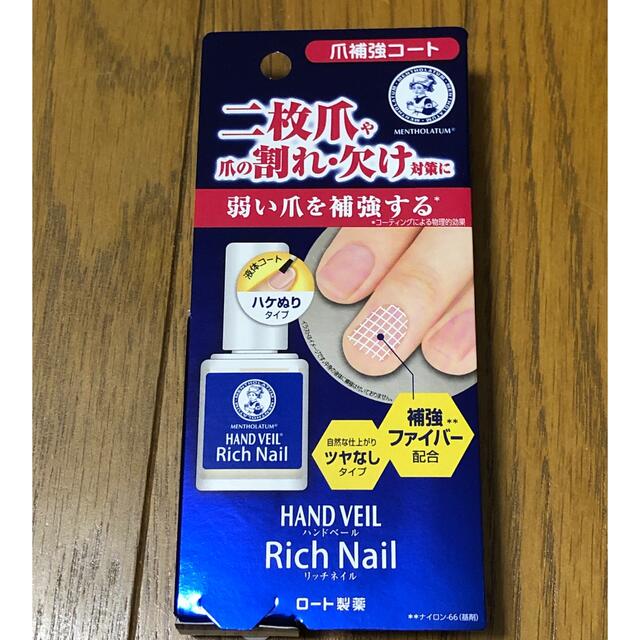 爪補強コート
MENTHOLATUM
MENTHOLATUM®
二枚爪や
爪の割れ・欠け対策に
弱い爪を補強する*
*コーティングによる物理的効果
液体コート
ハケぬり
タイプ
MENTHOLATUM®
HAND VEIL®
Rich Nail
自然な仕上がり
ツヤなし
タイプ
補強**
ファイバー
配合
HAND VEIL
ハンドベール
Rich Nail
リッチネイル
ロート製薬
**ナイロン-66(基剤)